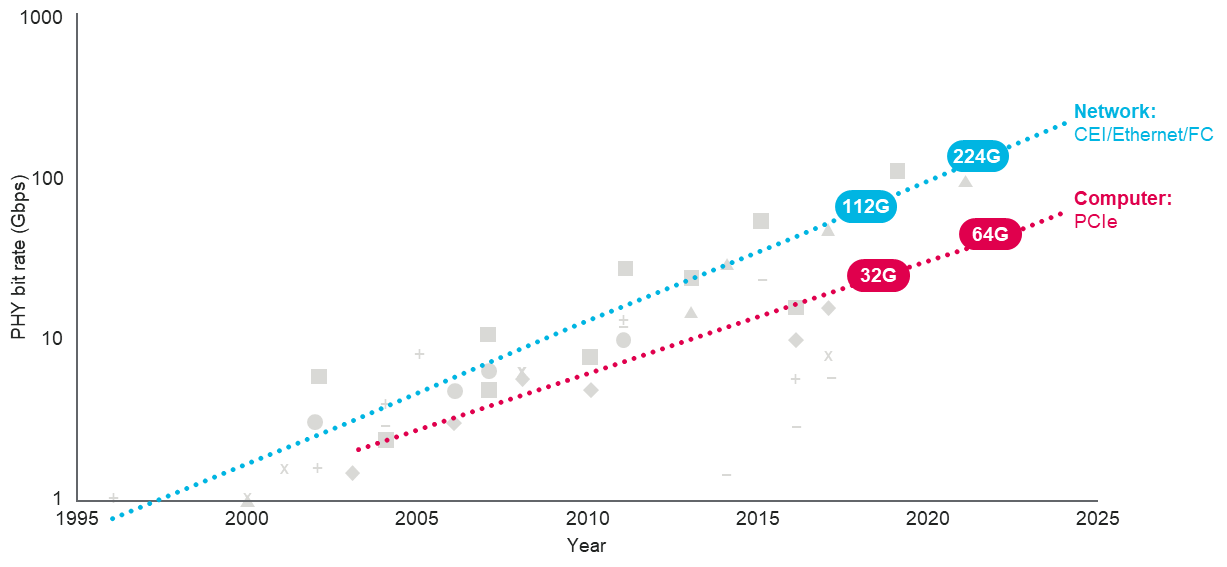 1000
100
10
1
PHY bit rate (Gbps)
1995
2000
2005
2010
2015
2020
2025
Year
Network:
CEI/Ethernet/FC
224G
112G
Computer:
PCIe
64G
32G